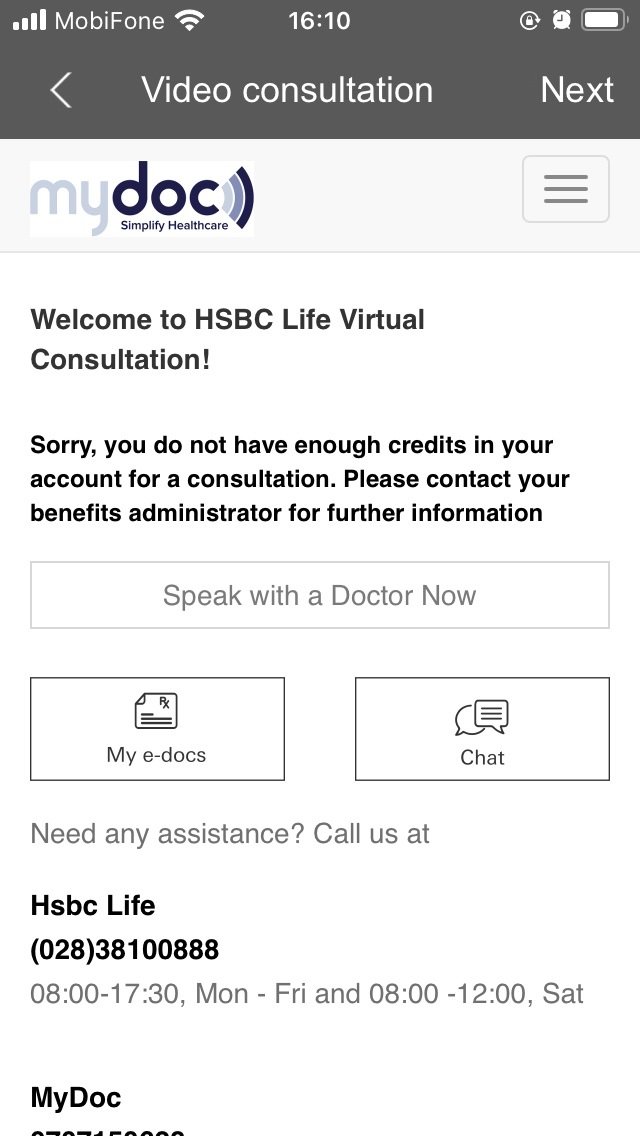 MobiFone 16:10
Video consultation Next
mydoc
Simplify Healthcare
Welcome to HSBC Life Virtual
Consultation!
Sorry, you do not have enough credits in your
account for a consultation. Please contact your
benefits administrator for further information
Speak with a Doctor Now
Rx
My e-docs Chat
Need any assistance? Call us at
Hsbc Life
(028)38100888
08:00-17:30, Mon - Fri and 08:00 -12:00, Sat
MyDoc